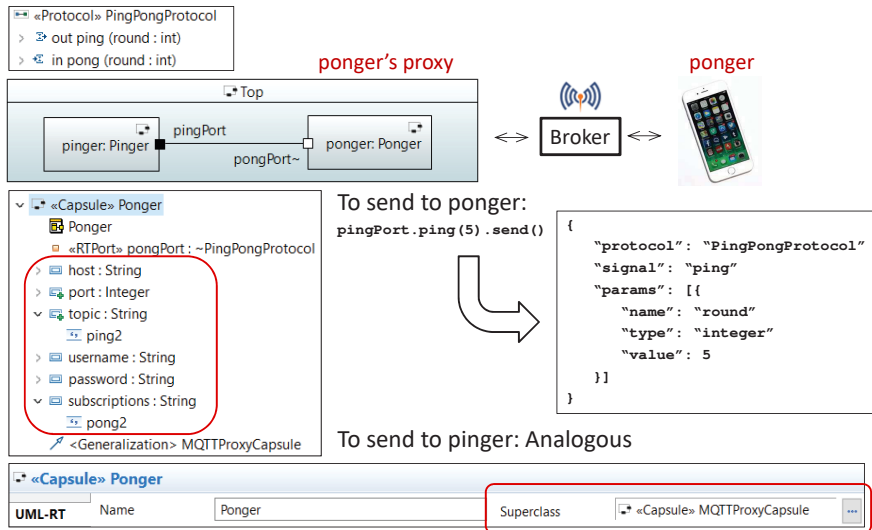 «Protocol» PingPongProtocol
out ping (round : int)
in pong (round : int)
ponger’s proxy
ponger
Top
pinger: Pinger
pingPort
pongPort~
ponger: Ponger
Broker
«Capsule» Ponger
Ponger
«RTPort» pongPort : ~PingPongProtocol
host : String
port : Integer
topic : String
ping2
username : String
password : String
subscriptions : String
pong2
<Generalization> MQTTProxyCapsule
To send to ponger:
pingPort.ping(5).send()
{
“protocol”: “PingPongProtocol”
“signal”: “ping”
“params”: [{
“name”: “round”
“type”: “integer”
“value”: 5
}]
}
To send to pinger: Analogous
«Capsule» Ponger
UML-RT
Name
Ponger
Superclass
«Capsule» MQTTProxyCapsule
...